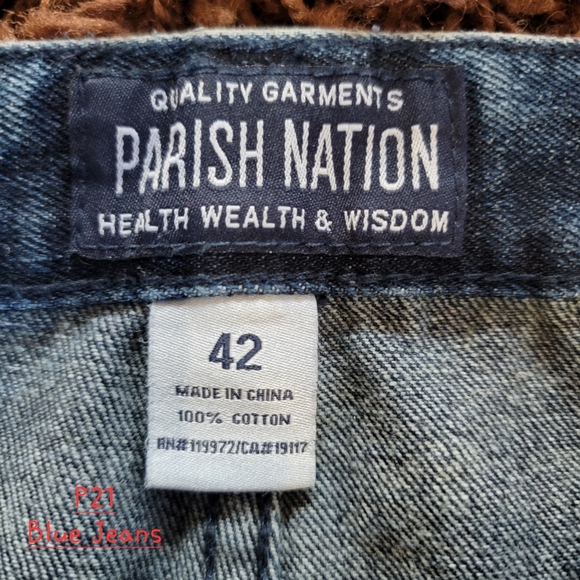 QUALITY GARMENTS
PARISH NATION
HEALTH WEALTH & WISDOM
42
MADE IN CHINA
100% COTTON
RN#119972/CA#19117
P21
Blue Jeans